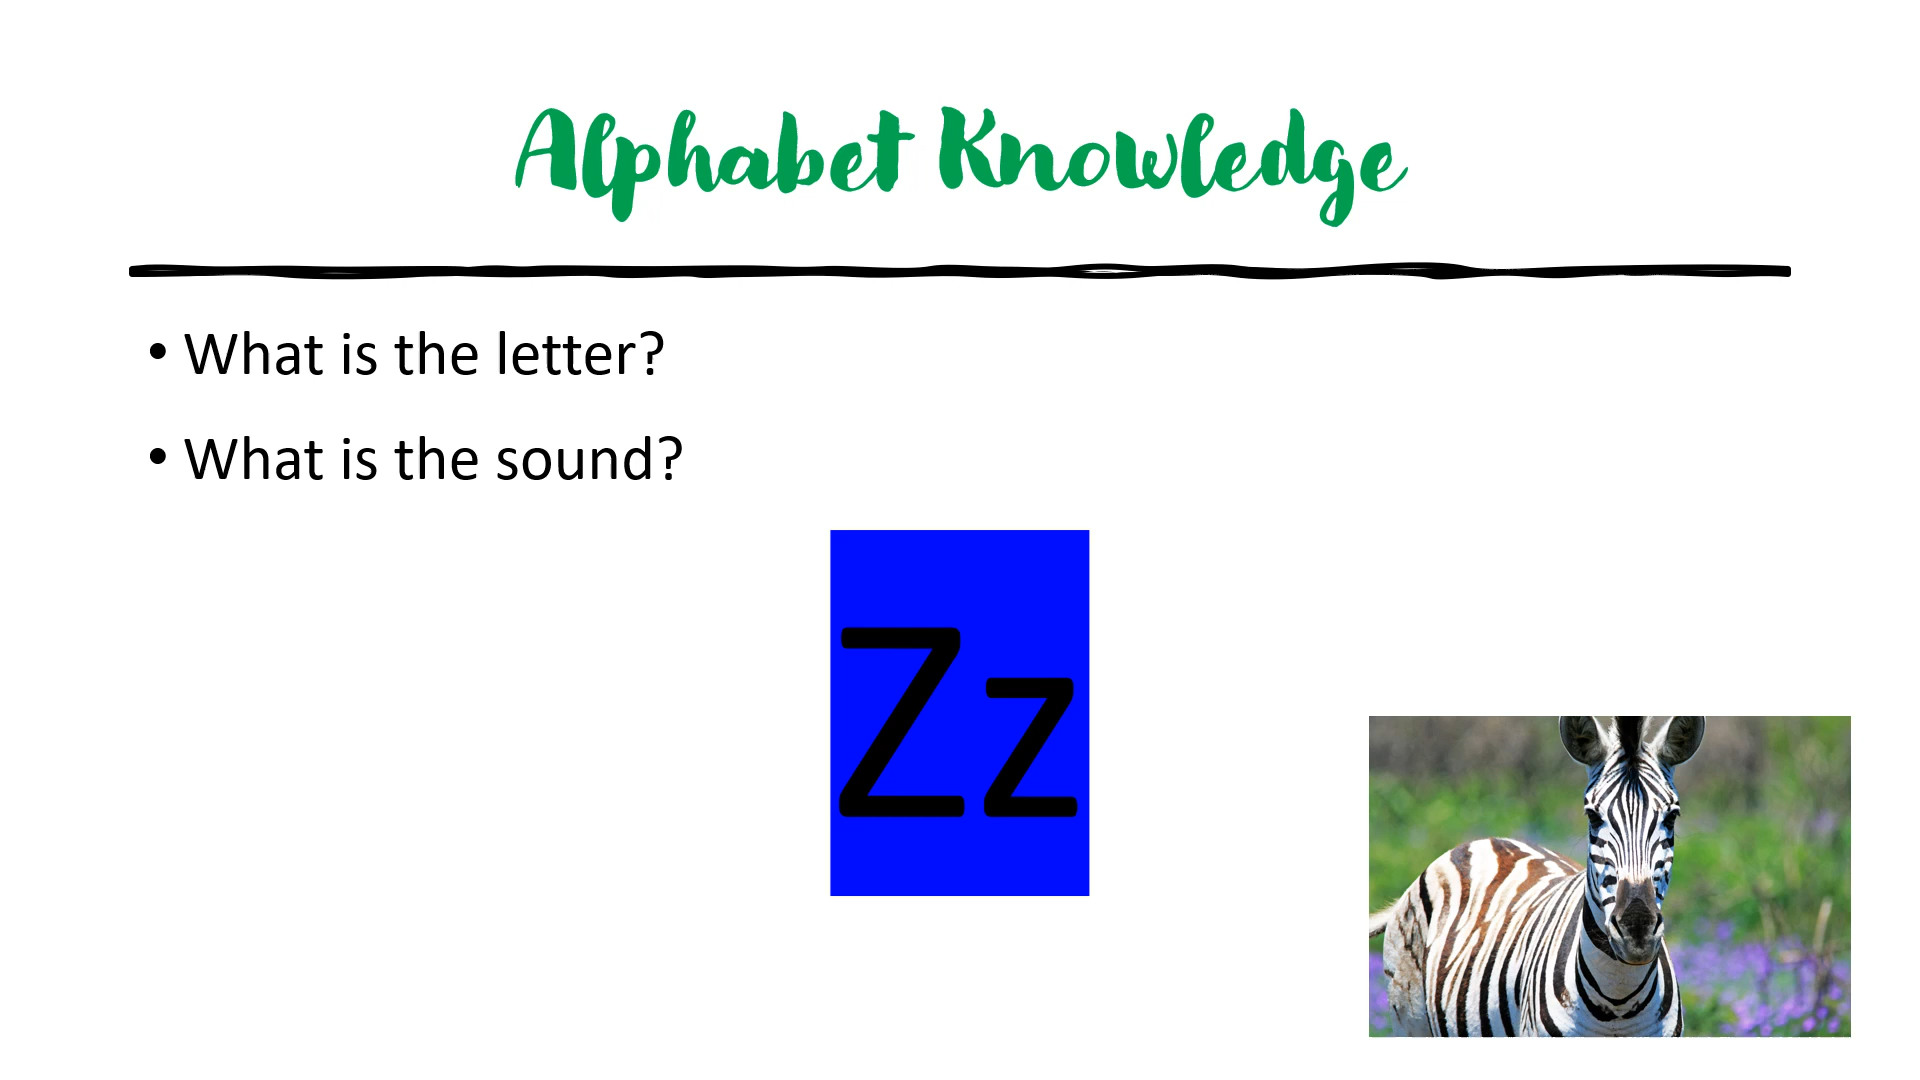 Alphabet Knowledge
• What is the letter?
• What is the sound?
Zz